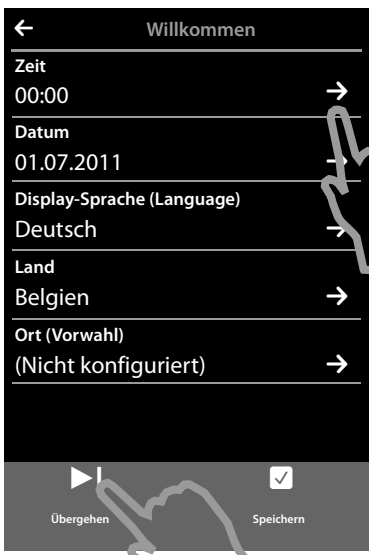 Willkommen
Zeit
00:00
Datum
01.07.2011
Display-Sprache (Language)
Deutsch
Land
Belgien
Ort (Vorwahl)
(Nicht konfiguriert)
Übergehen Speichern